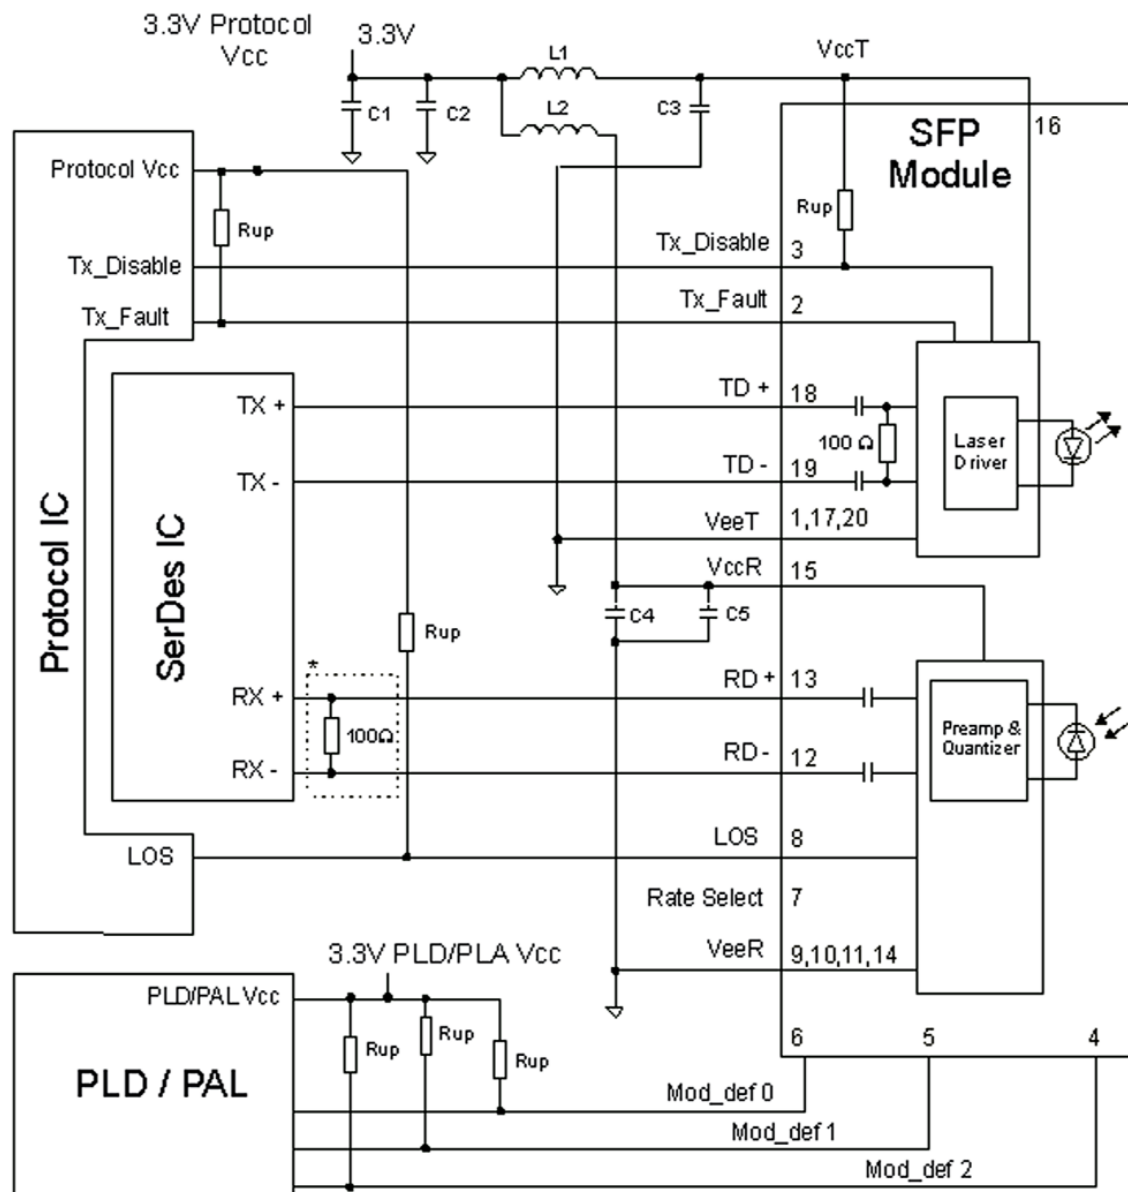 3.3V Protocol
Vcc
3.3V
L1
VccT
C1
C2
L2
C3
16
SFP
Module
Protocol Vcc
Rup
Rup
Tx_Disable
Tx_Disable
3
Tx_Fault
Tx_Fault
2
TX +
TD +
18
100 Ω
Laser
Driver
TX -
TD -
19
VeeT
1,17,20
VccR
15
Protocol IC
SerDes IC
C4
C5
Rup
*
RX +
100Ω
RD +
13
Preamp &
Quantizer
RX -
RD -
12
LOS
LOS
8
Rate Select
7
VeeR
9,10,11,14
3.3V PLD/PLA Vcc
PLD/PAL Vcc
Rup
Rup
Rup
6
5
4
PLD / PAL
Mod_def 0
Mod_def 1
Mod_def 2